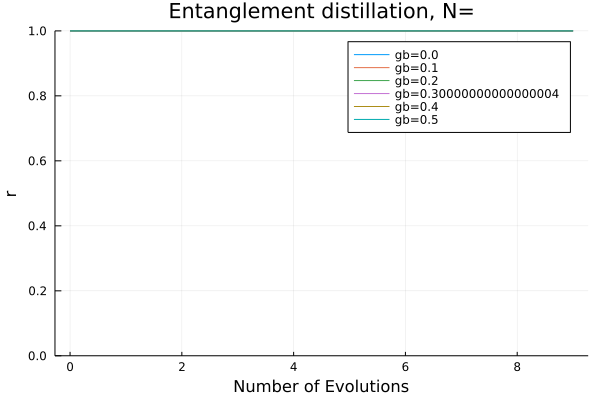 Entanglement distillation, N=
1.0
0.8
0.6
0.4
0.2
0.0
r
gb=0.0
gb=0.1
gb=0.2
gb=0.30000000000000004
gb=0.4
gb=0.5
0 2 4 6 8
Number of Evolutions